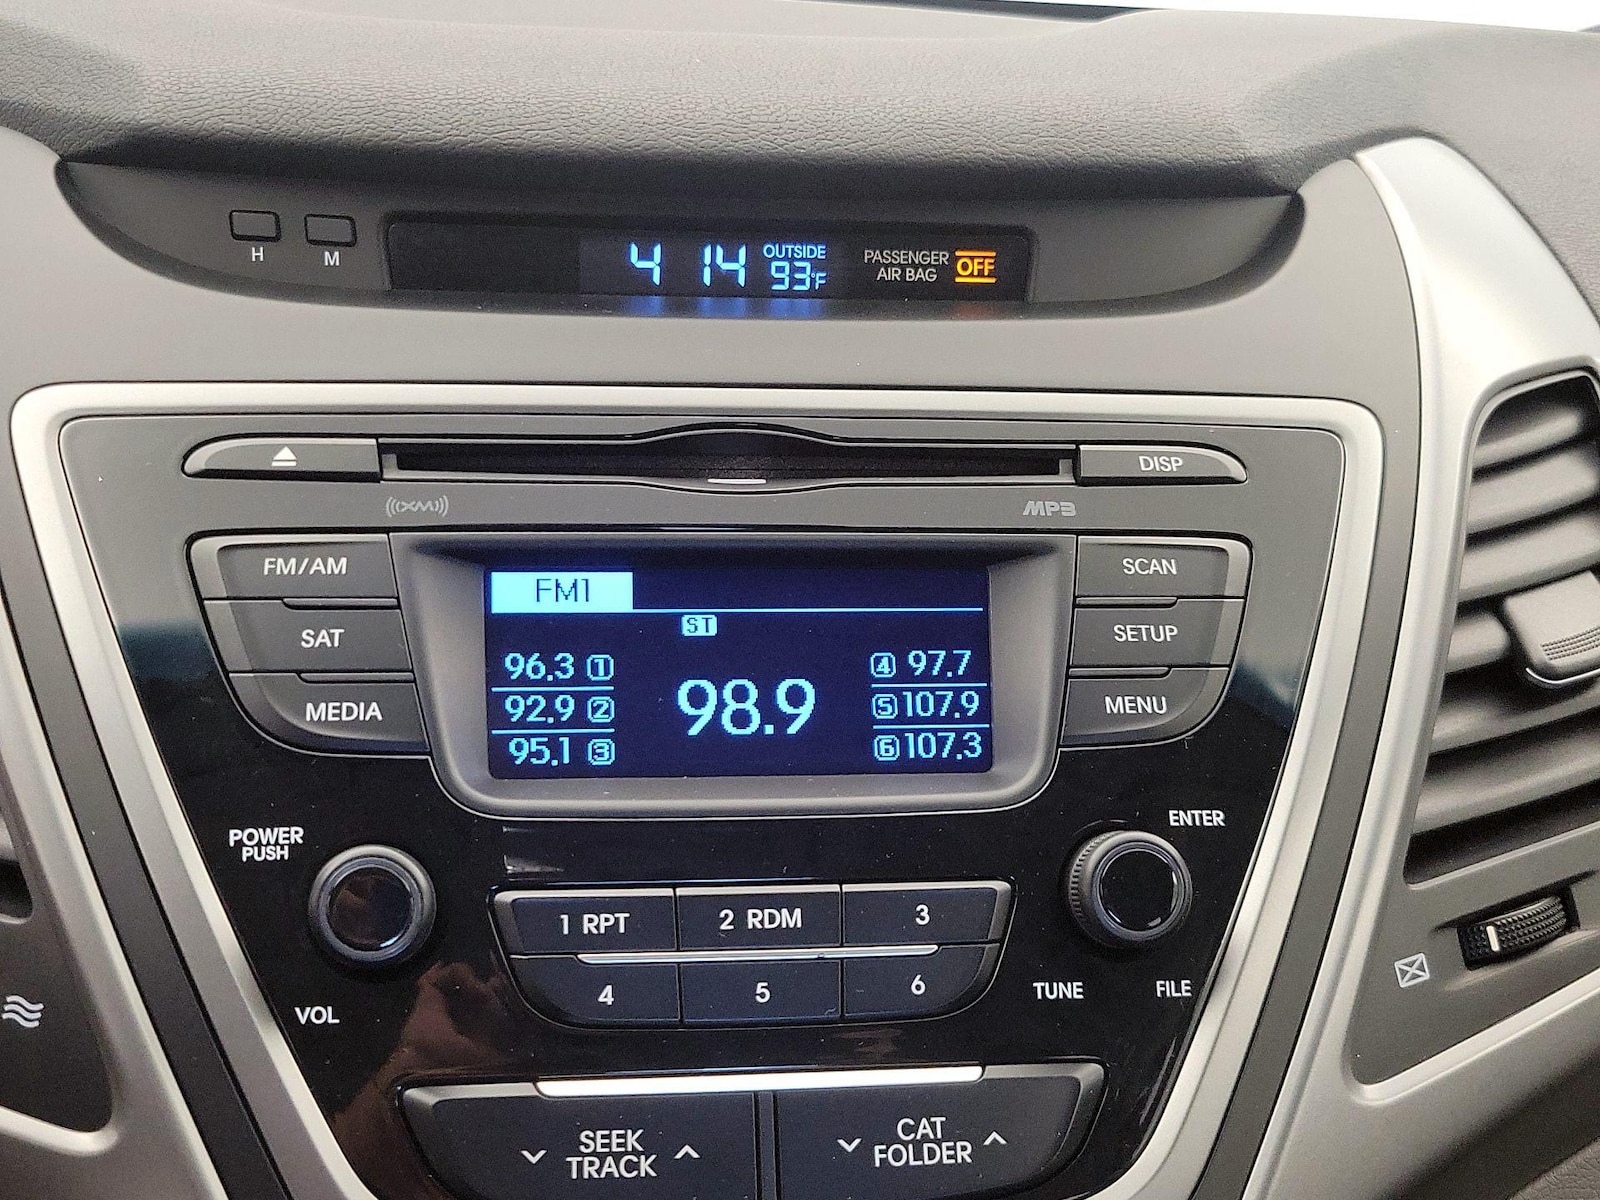 H
M
4 14
OUTSIDE
93°F
PASSENGER
AIR BAG
OFF
DISP
((XM))
MP3
FM/AM
SAT
MEDIA
FM1
ST
96.3 1
92.9 2
95.1 3
98.9
4 97.7
5 107.9
6 107.3
SCAN
SETUP
MENU
POWER
PUSH
VOL
1 RPT
2 RDM
3
4
5
6
ENTER
TUNE
FILE
SEEK
TRACK
CAT
FOLDER